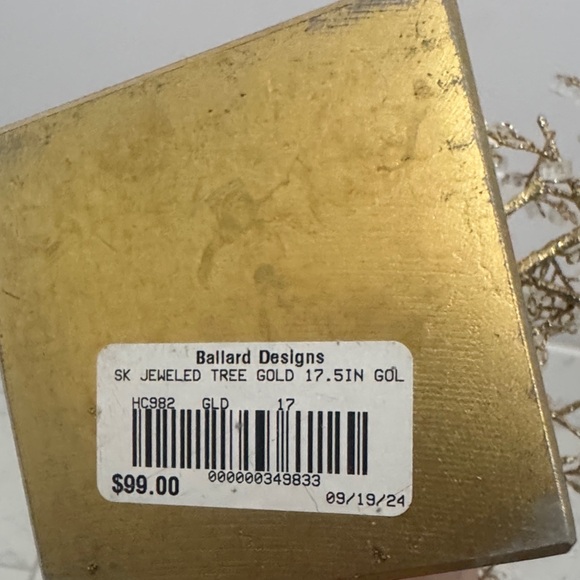 Ballard Designs
SK JEWELED TREE GOLD 17.5IN GOL
HC982 GLD 17
000000349833
$99.00
09/19/24